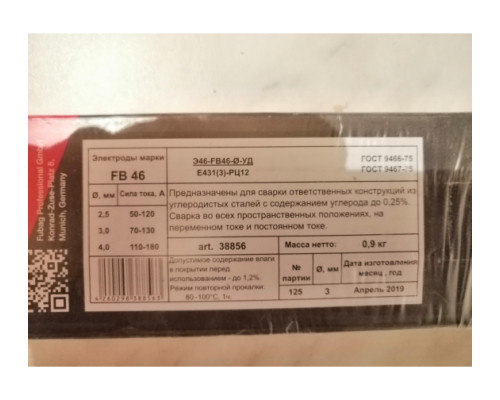 Fubag Professional GmbH
Konrad-Zuse-Platz 8,
Munich, Germany
Электроды марки
FB 46
Ø, мм Сила тока, А
2,5 50-120
3,0 70-130
4,0 110-180
Э46-FB46-Ø-УД
Е431(3)-РЦ12
ГОСТ 9466-75
ГОСТ 9467-75
Предназначены для сварки ответственных конструкций из
углеродистых сталей с содержанием углерода до 0,25%.
Сварка во всех пространственных положениях, на
переменном токе и постоянном токе.
art. 38856
Масса нетто: 0,9 кг
Допустимое содержание влаги
в покрытии перед
использованием - до 1,2%.
Режим повторной прокалки:
80-100°С, 1ч.
№ партии
Ø, мм
Дата изготовления
месяц , год
125 3 Апрель 2019